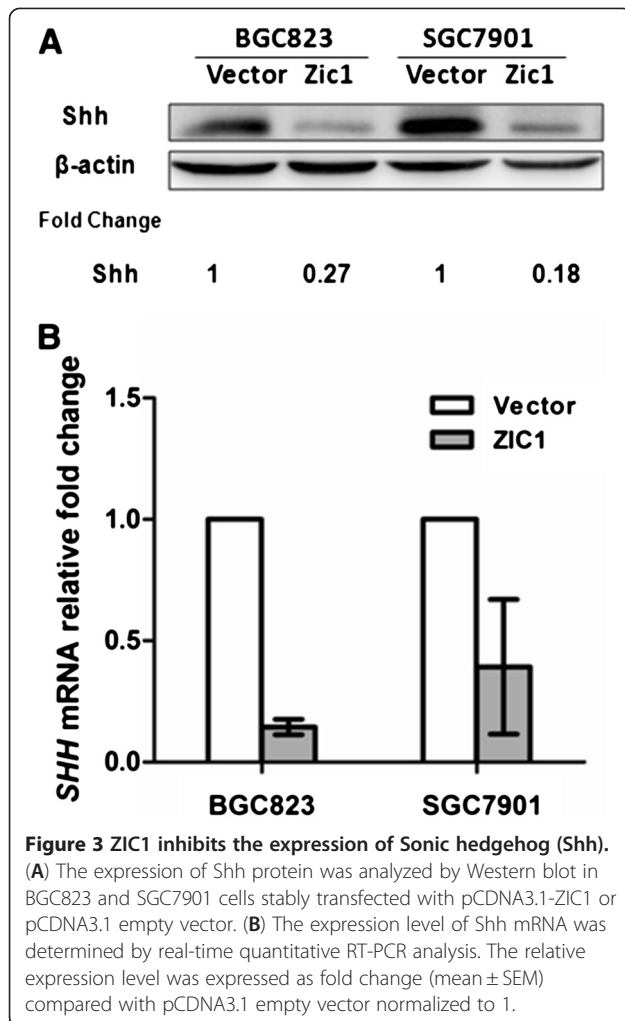 A
BGC823 SGC7901
Vector Zic1 Vector Zic1
Shh
β-actin
Fold Change
Shh 1 0.27 1 0.18
B
SHH mRNA relative fold change
1.5
1.0
0.5
0.0
Vector
ZIC1
BGC823 SGC7901
Figure 3 ZIC1 inhibits the expression of Sonic hedgehog (Shh).
(A) The expression of Shh protein was analyzed by Western blot in
BGC823 and SGC7901 cells stably transfected with pCDNA3.1-ZIC1 or
pCDNA3.1 empty vector. (B) The expression level of Shh mRNA was
determined by real-time quantitative RT-PCR analysis. The relative
expression level was expressed as fold change (mean ± SEM)
compared with pCDNA3.1 empty vector normalized to 1.